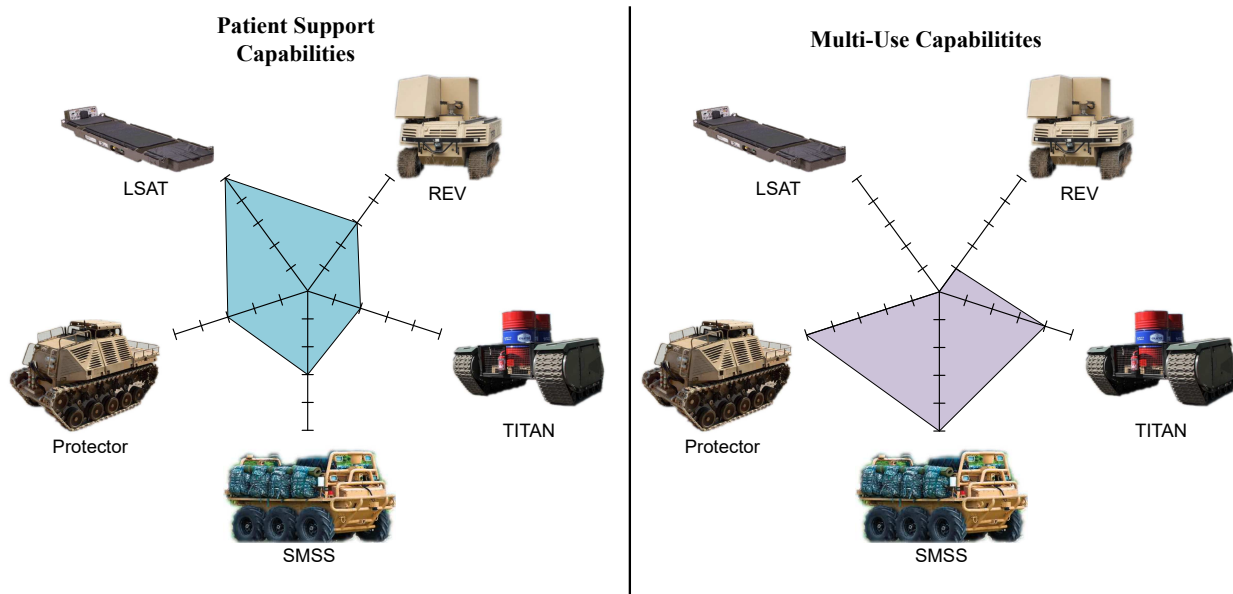 Patient Support
Capabilities
LSAT
REV
Protector
TITAN
SMSS
Multi-Use Capabilitites
LSAT
REV
Protector
TITAN
SMSS